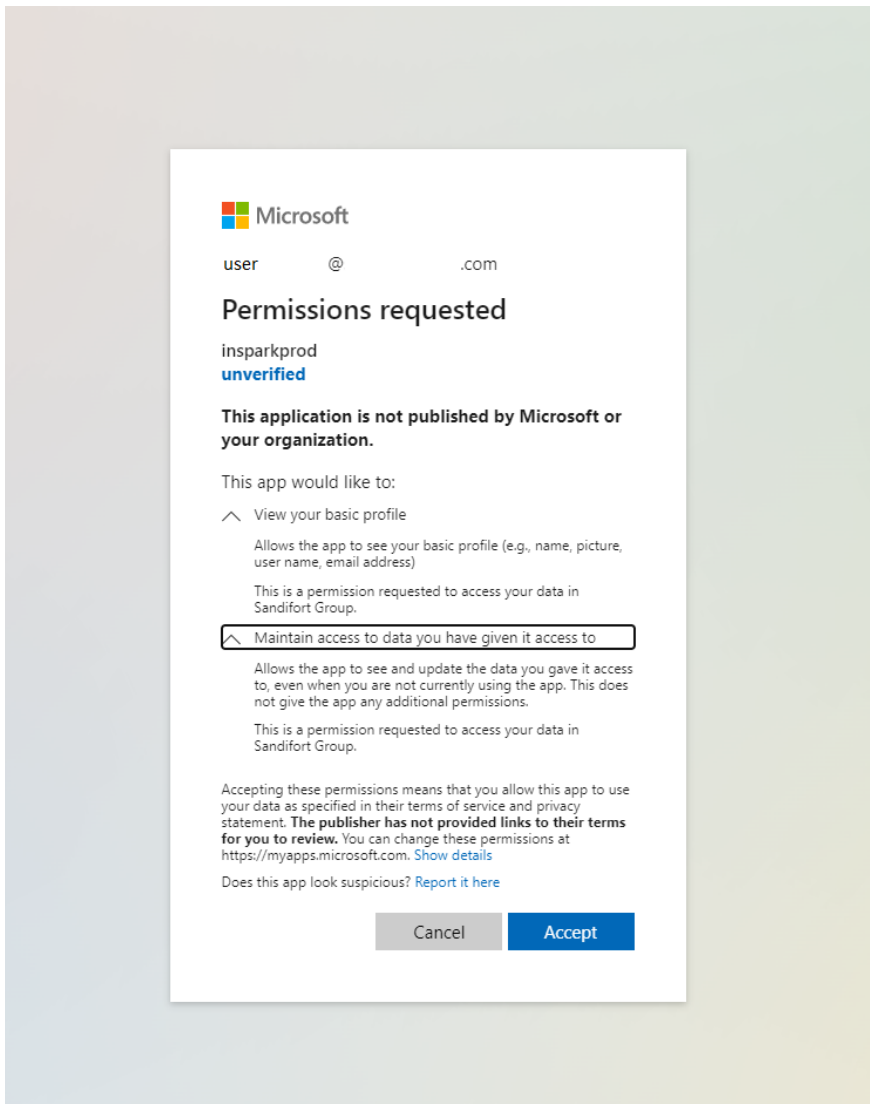 Microsoft
user @ .com
Permissions requested
insparkprod
unverified
This application is not published by Microsoft or
your organization.
This app would like to:
View your basic profile
Allows the app to see your basic profile (e.g., name, picture,
user name, email address)
This is a permission requested to access your data in
Sandifort Group.
Maintain access to data you have given it access to
Allows the app to see and update the data you gave it access
to, even when you are not currently using the app. This does
not give the app any additional permissions.
This is a permission requested to access your data in
Sandifort Group.
Accepting these permissions means that you allow this app to use
your data as specified in their terms of service and privacy
statement. The publisher has not provided links to their terms
for you to review. You can change these permissions at
https://myapps.microsoft.com. Show details
Does this app look suspicious? Report it here
Cancel Accept